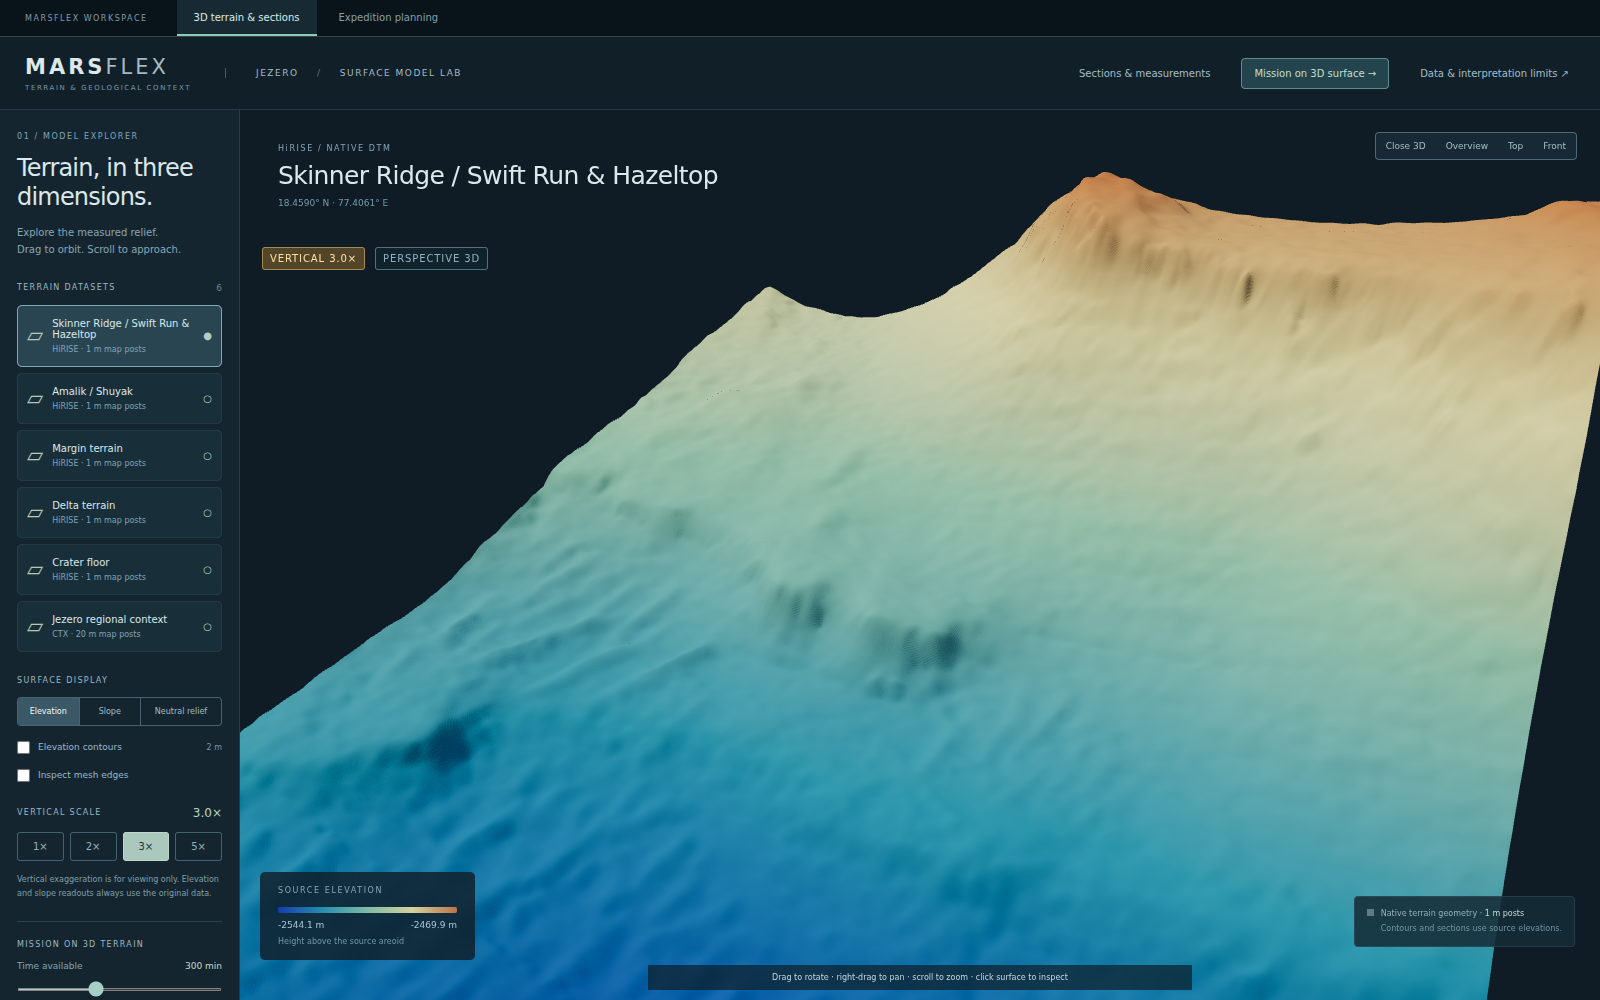 MARSFLEX WORKSPACE
3D terrain & sections
Expedition planning
MARSFLEX
TERRAIN & GEOLOGICAL CONTEXT
JEZERO / SURFACE MODEL LAB
Sections & measurements
Mission on 3D surface →
Data & interpretation limits ↗
01 / MODEL EXPLORER
Terrain, in three
dimensions.
Explore the measured relief.
Drag to orbit. Scroll to approach.
TERRAIN DATASETS 6
Skinner Ridge / Swift Run &
Hazeltop
HiRISE · 1 m map posts
Amalik / Shuyak
HiRISE · 1 m map posts
Margin terrain
HiRISE · 1 m map posts
Delta terrain
HiRISE · 1 m map posts
Crater floor
HiRISE · 1 m map posts
Jezero regional context
CTX · 20 m map posts
SURFACE DISPLAY
Elevation Slope Neutral relief
Elevation contours 2 m
Inspect mesh edges
VERTICAL SCALE 3.0×
1× 2× 3× 5×
Vertical exaggeration is for viewing only. Elevation
and slope readouts always use the original data.
MISSION ON 3D TERRAIN
Time available 300 min
HiRISE / NATIVE DTM
Skinner Ridge / Swift Run & Hazeltop
18.4590° N · 77.4061° E
VERTICAL 3.0× PERSPECTIVE 3D
Close 3D Overview Top Front
SOURCE ELEVATION
-2544.1 m -2469.9 m
Height above the source areoid
Native terrain geometry · 1 m posts
Contours and sections use source elevations.
Drag to rotate · right-drag to pan · scroll to zoom · click surface to inspect